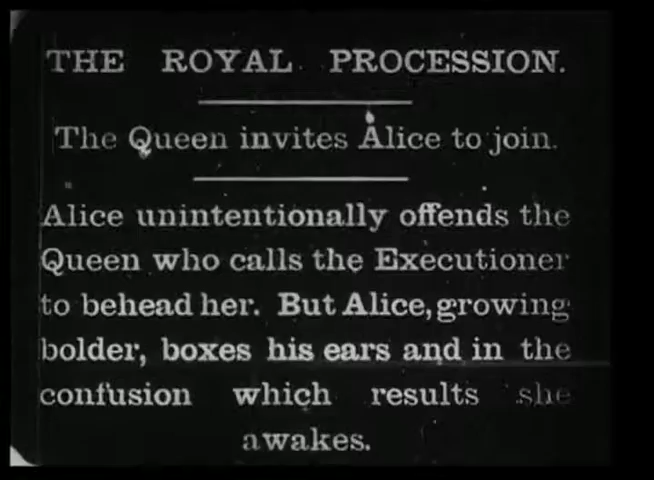 THE ROYAL PROCESSION.
The Queen invites Alice to join.
Alice unintentionally offends the
Queen who calls the Executioner
to behead her. But Alice, growing
bolder, boxes his ears and in the
confusion which results she
awakes.